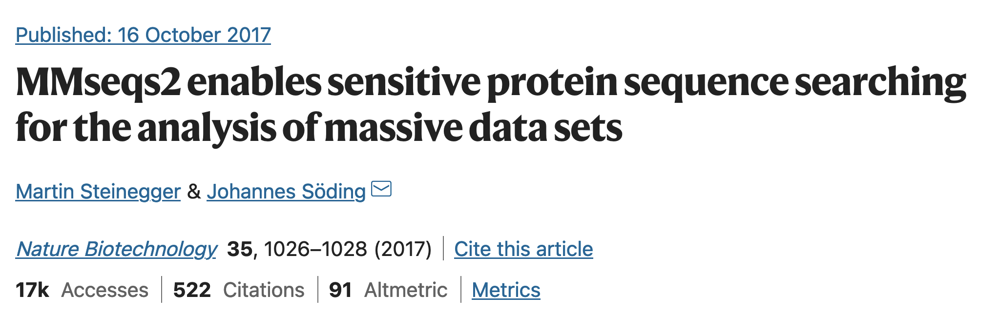 Published: 16 October 2017
MMseqs2 enables sensitive protein sequence searching
for the analysis of massive data sets
Martin Steinegger & Johannes Söding
Nature Biotechnology 35, 1026–1028 (2017) | Cite this article
17k Accesses | 522 Citations | 91 Altmetric | Metrics